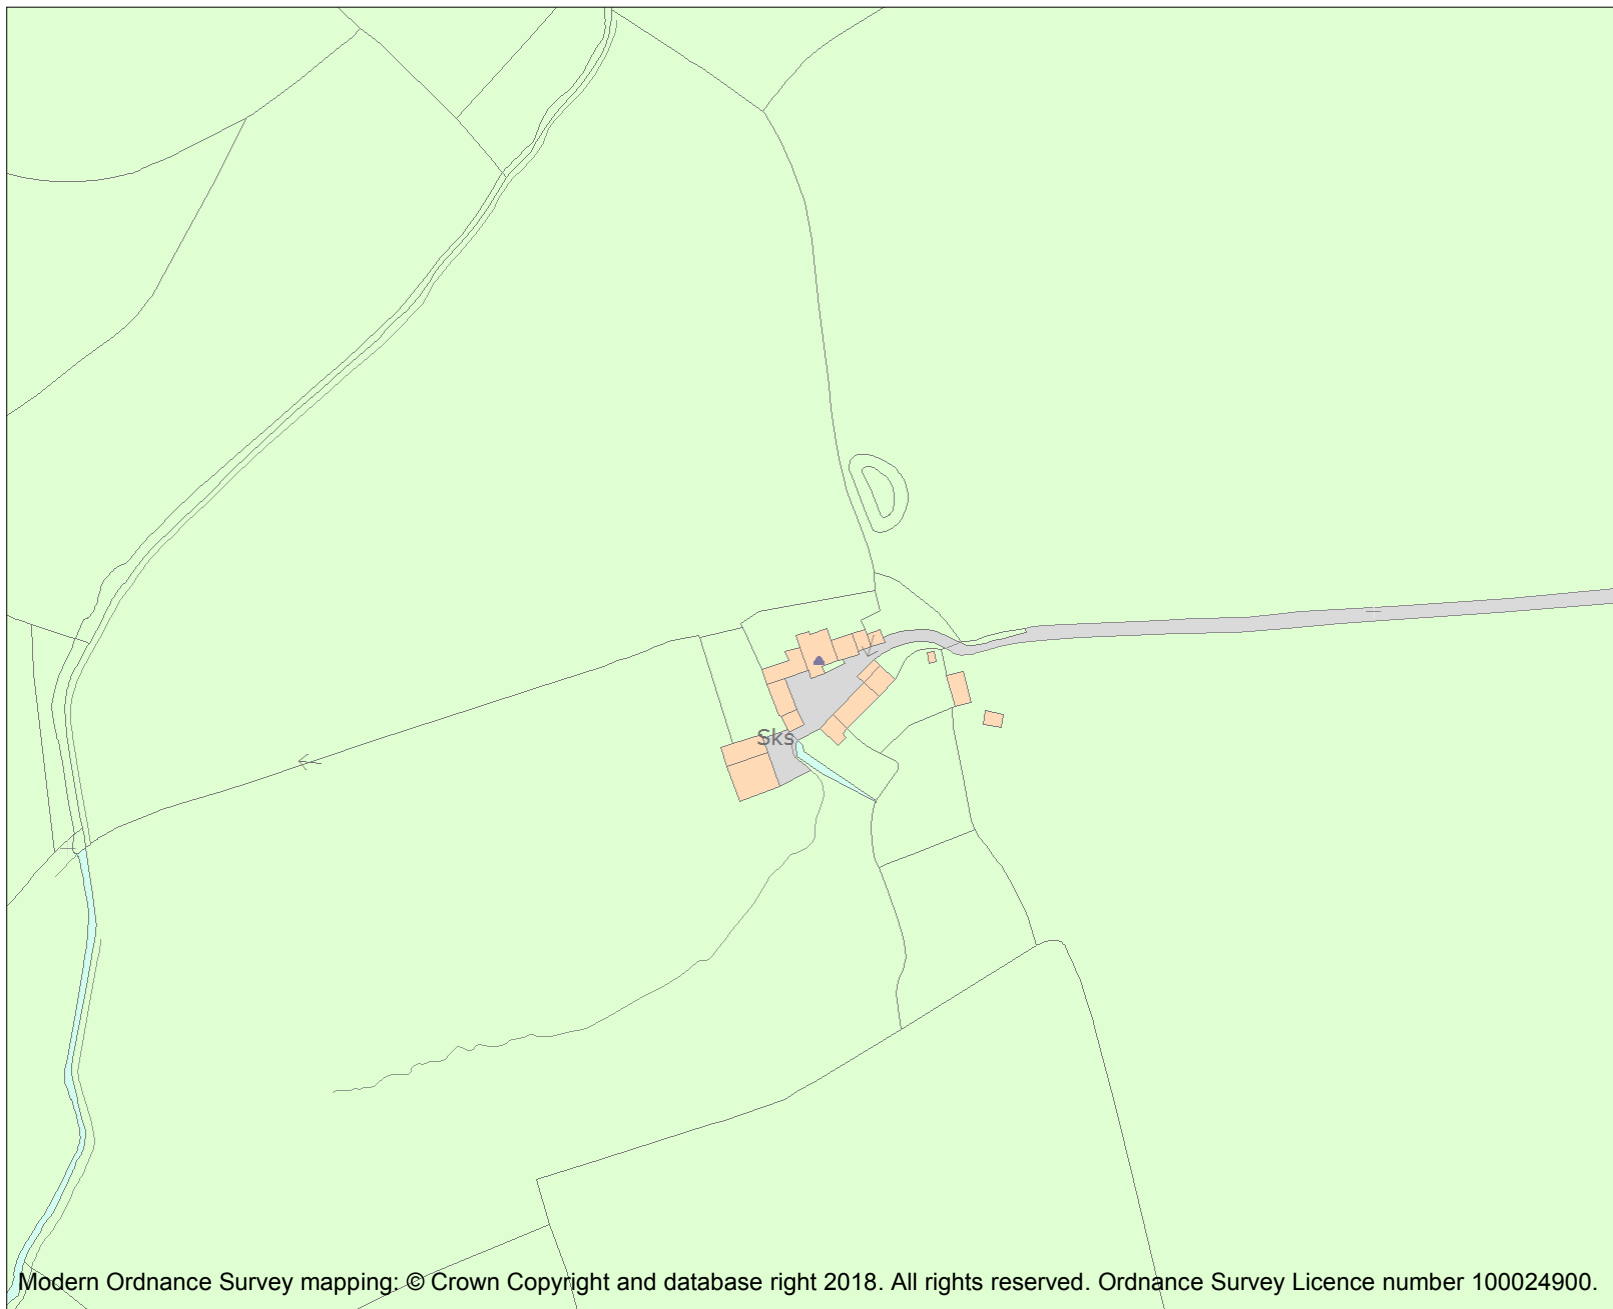 Sks
Modern Ordnance Survey mapping: © Crown Copyright and database right 2018. All rights reserved. Ordnance Survey Licence number 100024900.